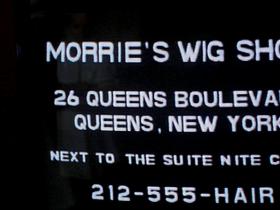 MORRIE'S WIG SHO
26 QUEENS BOULEVA
QUEENS, NEW YORK
NEXT TO THE SUITE NITE C
212-555-HAIR